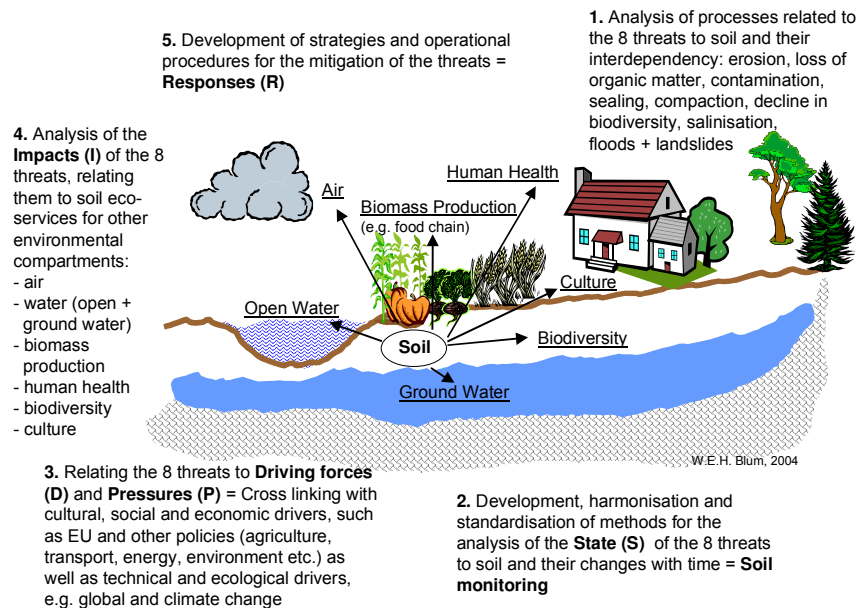 1. Analysis of processes related to
the 8 threats to soil and their
interdependency: erosion, loss of
organic matter, contamination,
sealing, compaction, decline in
biodiversity, salinisation,
floods + landslides
5. Development of strategies and operational
procedures for the mitigation of the threats =
Responses (R)
4. Analysis of the
Impacts (I) of the 8
threats, relating
them to soil eco-
services for other
environmental
compartments:
- air
- water (open +
ground water)
- biomass
production
- human health
- biodiversity
- culture
Air
Human Health
Biomass Production
(e.g. food chain)
Culture
Open Water
Biodiversity
Soil
Ground Water
W.E.H. Blum, 2004
3. Relating the 8 threats to Driving forces
(D) and Pressures (P) = Cross linking with
cultural, social and economic drivers, such
as EU and other policies (agriculture,
transport, energy, environment etc.) as
well as technical and ecological drivers,
e.g. global and climate change
2. Development, harmonisation and
standardisation of methods for the
analysis of the State (S) of the 8 threats
to soil and their changes with time = Soil
monitoring